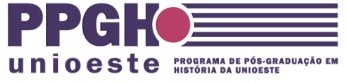 PPGH
unioeste PROGRAMA DE PÓS-GRADUAÇÃO EM
HISTÓRIA DA UNIOESTE